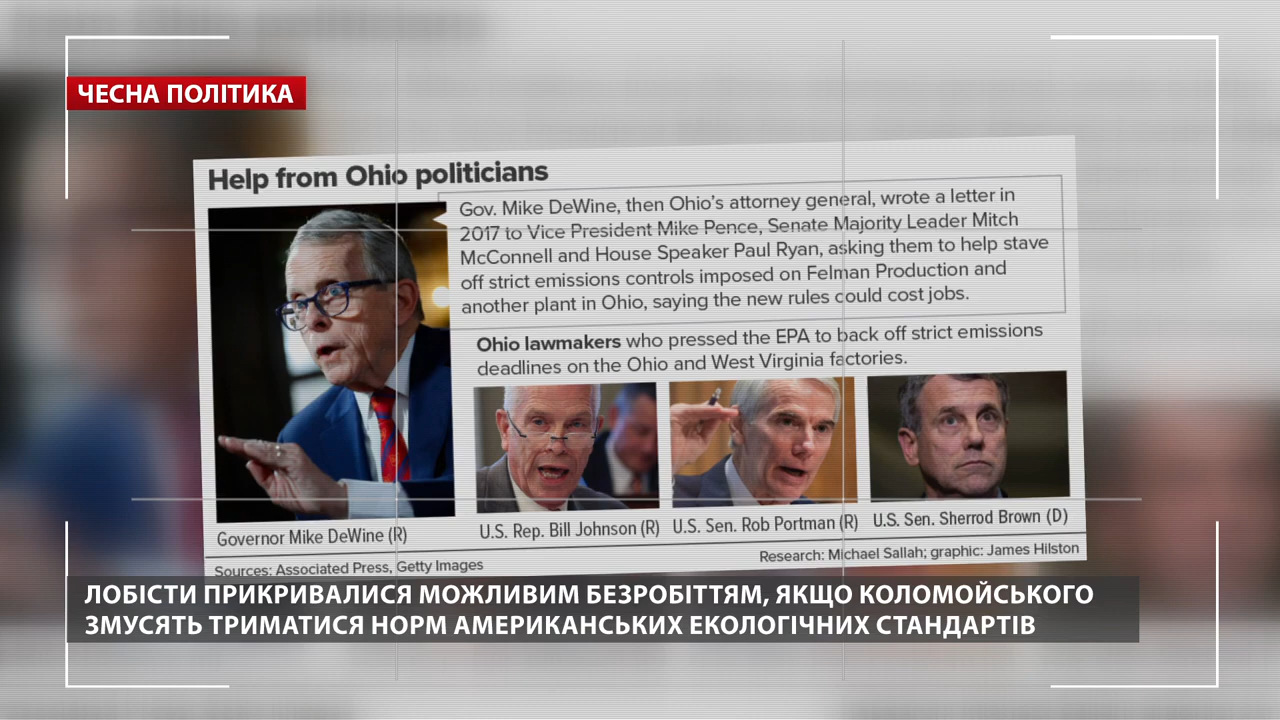 ЧЕСНА ПОЛІТИКА
Help from Ohio politicians
Gov. Mike DeWine, then Ohio's attorney general, wrote a letter in
2017 to Vice President Mike Pence, Senate Majority Leader Mitch
McConnell and House Speaker Paul Ryan, asking them to help stave
off strict emissions controls imposed on Felman Production and
another plant in Ohio, saying the new rules could cost jobs.
Ohio lawmakers who pressed the EPA to back off strict emissions
deadlines on the Ohio and West Virginia factories.
Governor Mike DeWine (R)
U.S. Rep. Bill Johnson (R)
U.S. Sen. Rob Portman (R)
U.S. Sen. Sherrod Brown (D)
Sources: Associated Press, Getty Images
Research: Michael Sallah; graphic: James Hilston
ЛОБІСТИ ПРИКРИВАЛИСЯ МОЖЛИВИМ БЕЗРОБІТТЯМ, ЯКЩО КОЛОМОЙСЬКОГО
ЗМУСЯТЬ ТРИМАТИСЯ НОРМ АМЕРИКАНСЬКИХ ЕКОЛОГІЧНИХ СТАНДАРТІВ